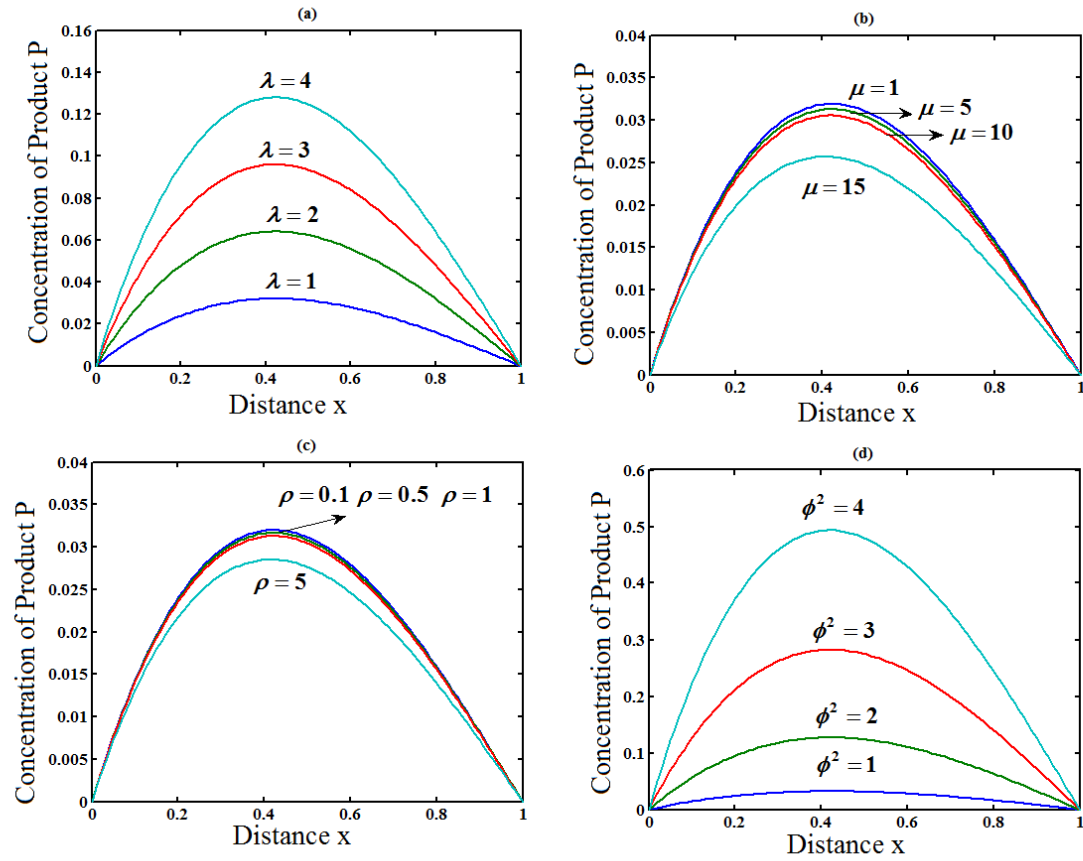 (a)
Concentration of Product P
0.16
0.14
0.12
0.1
0.08
0.06
0.04
0.02
0
λ = 4
λ = 3
λ = 2
λ = 1
0 0.2 0.4 0.6 0.8 1
Distance x
(b)
Concentration of Product P
0.04
0.035
0.03
0.025
0.02
0.015
0.01
0.005
0
μ = 1
μ = 5
μ = 10
μ = 15
0.2 0.4 0.6 0.8 1
Distance x
(c)
Concentration of Product P
0.04
0.035
0.03
0.025
0.02
0.015
0.01
0.005
0
ρ = 0.1 ρ = 0.5 ρ = 1
ρ = 5
0 0.2 0.4 0.6 0.8 1
Distance x
(d)
Concentration of Product P
0.6
0.5
0.4
0.3
0.2
0.1
0
ϕ² = 4
ϕ² = 3
ϕ² = 2
ϕ² = 1
0 0.2 0.4 0.6 0.8 1
Distance x